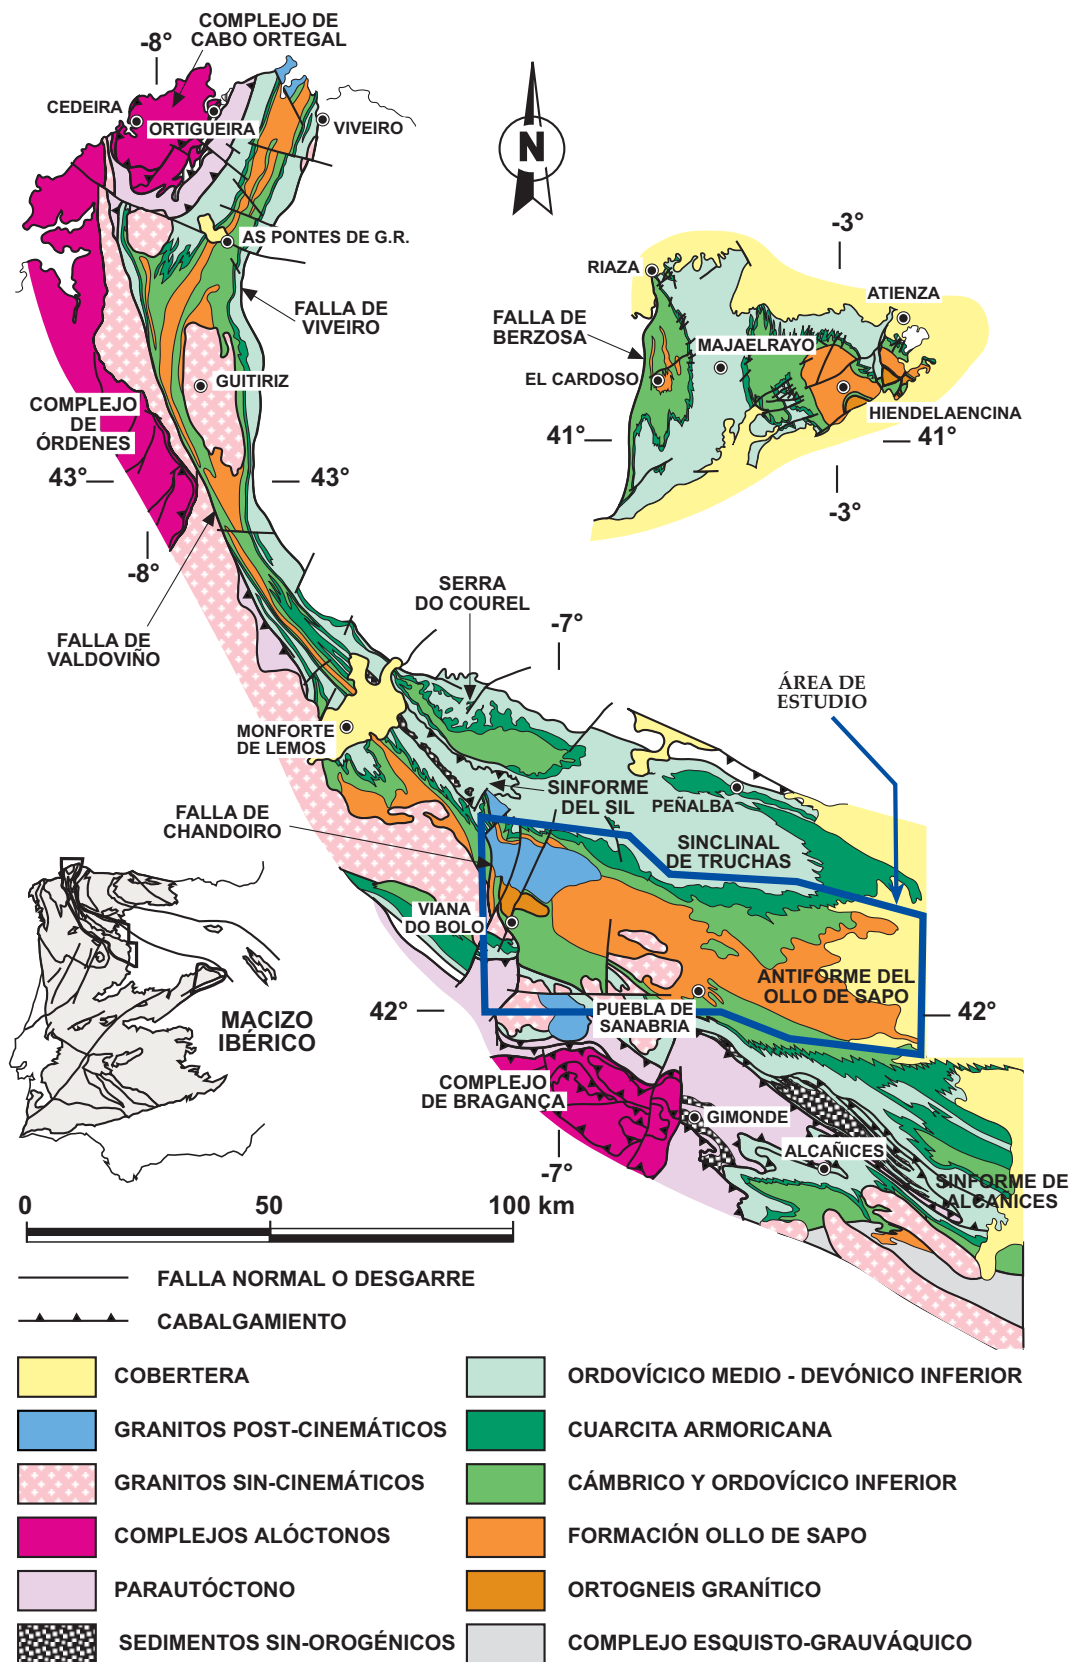 COMPLEJO DE
CABO ORTEGAL
-8°
CEDEIRA
ORTIGUEIRA
VIVEIRO
N
AS PONTES DE G.R.
FALLA DE
VIVEIRO
GUITIRIZ
COMPLEJO
DE
ÓRDENES
43°
43°
-8°
FALLA DE
VALDOVIÑO
-3°
RIAZA
ATIENZA
FALLA DE
BERZOSA
MAJAELRAYO
EL CARDOSO
HIENDELAENCINA
41°
41°
-3°
SERRA
DO COUREL
-7°
ÁREA DE
ESTUDIO
MONFORTE
DE LEMOS
SINFORME
DEL SIL
PEÑALBA
FALLA DE
CHANDOIRO
SINCLINAL
DE TRUCHAS
VIANA
DO BOLO
ANTIFORME DEL
OLLO DE SAPO
42°
PUEBLA DE
SANABRIA
42°
MACIZO
IBÉRICO
COMPLEJO
DE BRAGANÇA
GIMONDE
ALCAÑICES
-7°
SINFORME DE
ALCAÑICES
0 50 100 km
FALLA NORMAL O DESGARRE
CABALGAMIENTO
COBERTERA
GRANITOS POST-CINEMÁTICOS
GRANITOS SIN-CINEMÁTICOS
COMPLEJOS ALÓCTONOS
PARAUTÓCTONO
SEDIMENTOS SIN-OROGÉNICOS
ORDOVÍCICO MEDIO - DEVÓNICO INFERIOR
CUARCITA ARMORICANA
CÁMBRICO Y ORDOVÍCICO INFERIOR
FORMACIÓN OLLO DE SAPO
ORTOGNEIS GRANÍTICO
COMPLEJO ESQUISTO-GRAUVÁQUICO